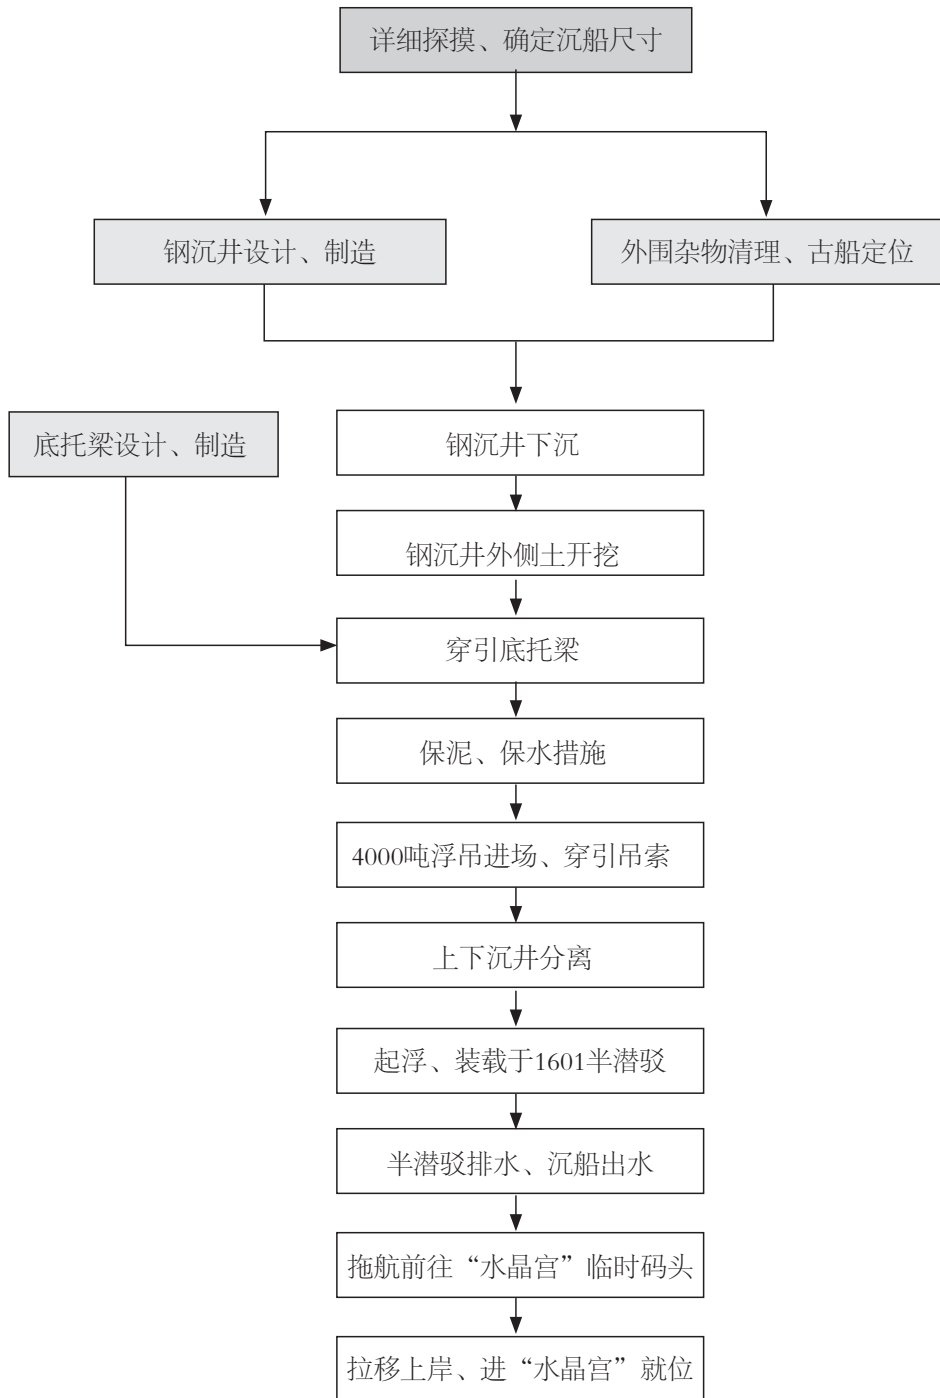 详细探摸、确定沉船尺寸
钢沉井设计、制造
外围杂物清理、古船定位
底托梁设计、制造
钢沉井下沉
钢沉井外侧土开挖
穿引底托梁
保泥、保水措施
4000吨浮吊进场、穿引吊索
上下沉井分离
起浮、装载于1601半潜驳
半潜驳排水、沉船出水
拖航前往“水晶宫”临时码头
拉移上岸、进“水晶宫”就位